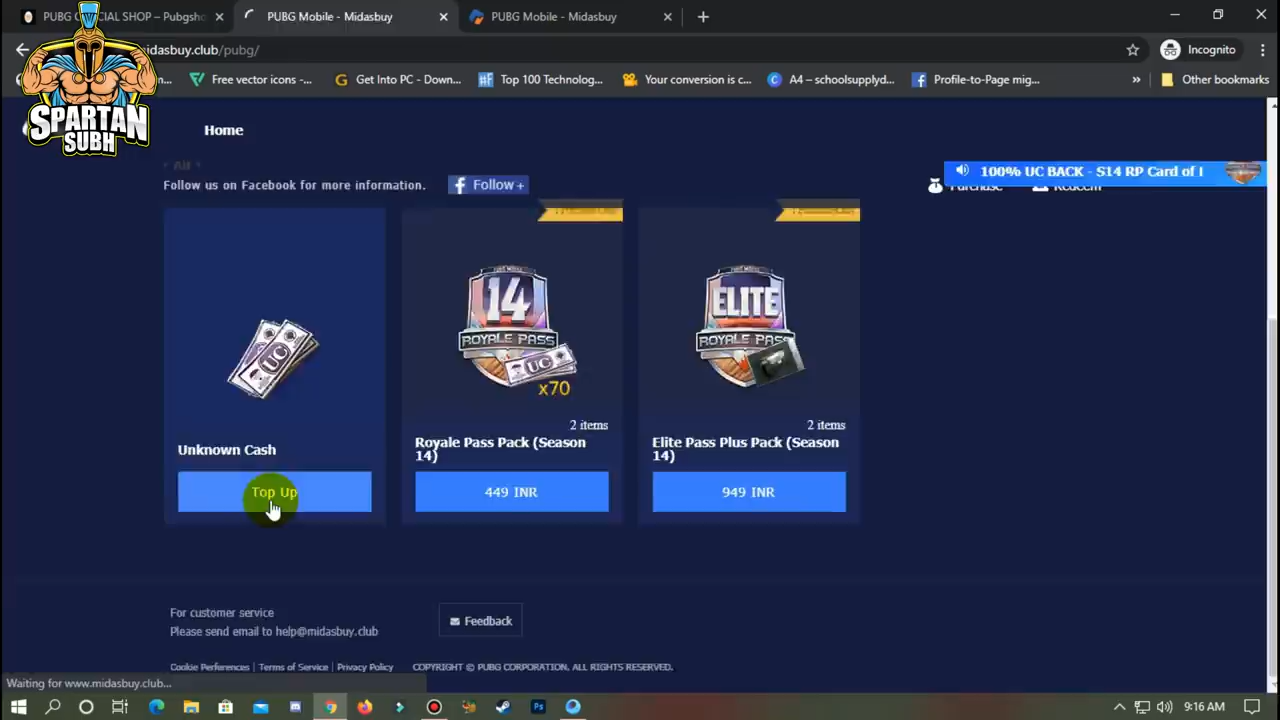 PUBG OFFICIAL SHOP – Pubgsho
PUBG Mobile - Midasbuy
PUBG Mobile - Midasbuy
midasbuy.club/pubg/
Incognito
Free vector icons -...
Get Into PC - Down...
Top 100 Technolog...
Your conversion is c...
A4 – schoolsupplyd...
Profile-to-Page mig...
Other bookmarks
SPARTAN
SUBH
Home
All
100% UC BACK - S14 RP Card of
Follow us on Facebook for more information.
Follow +
Purchase
Redeem
14
ROYALE PASS
UC
x70
ELITE
ROYALE PASS
UC
2 items
2 items
Unknown Cash
Royale Pass Pack (Season
14)
Elite Pass Plus Pack (Season
14)
Top Up
449 INR
949 INR
For customer service
Please send email to help@midasbuy.club
Feedback
Cookie Perferences | Terms of Service | Privacy Policy
COPYRIGHT © PUBG CORPORATION. ALL RIGHTS RESERVED.
Waiting for www.midasbuy.club...
9:16 AM